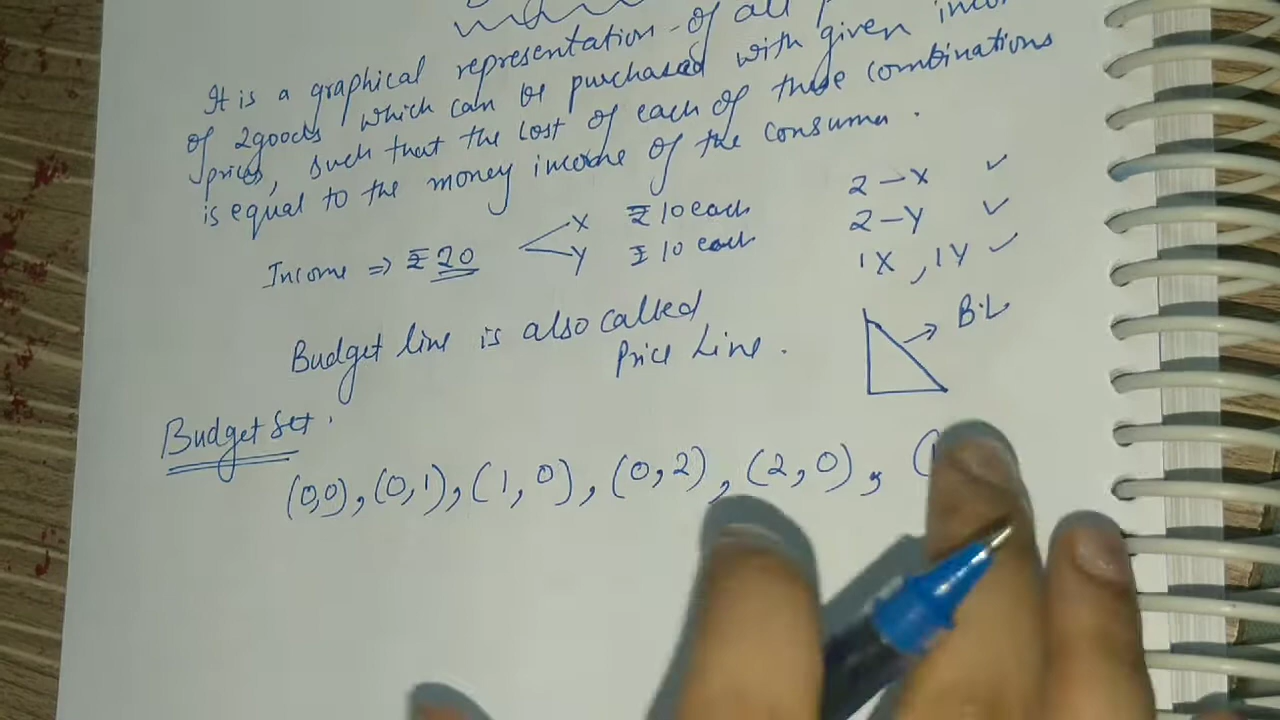 It is a graphical representation of all
of 2goods which can be purchased with given
prices, such that the cost of each of these combinations
is equal to the money income of the consumer.
Income ⇒ ₹20
X ₹10 each
Y ₹10 each
2 - X ✓
2 - Y ✓
1X, 1Y ✓
Budget line is also called
Price Line.
B.L
Budget Set.
(0,0), (0,1), (1,0), (0,2), (2,0), (